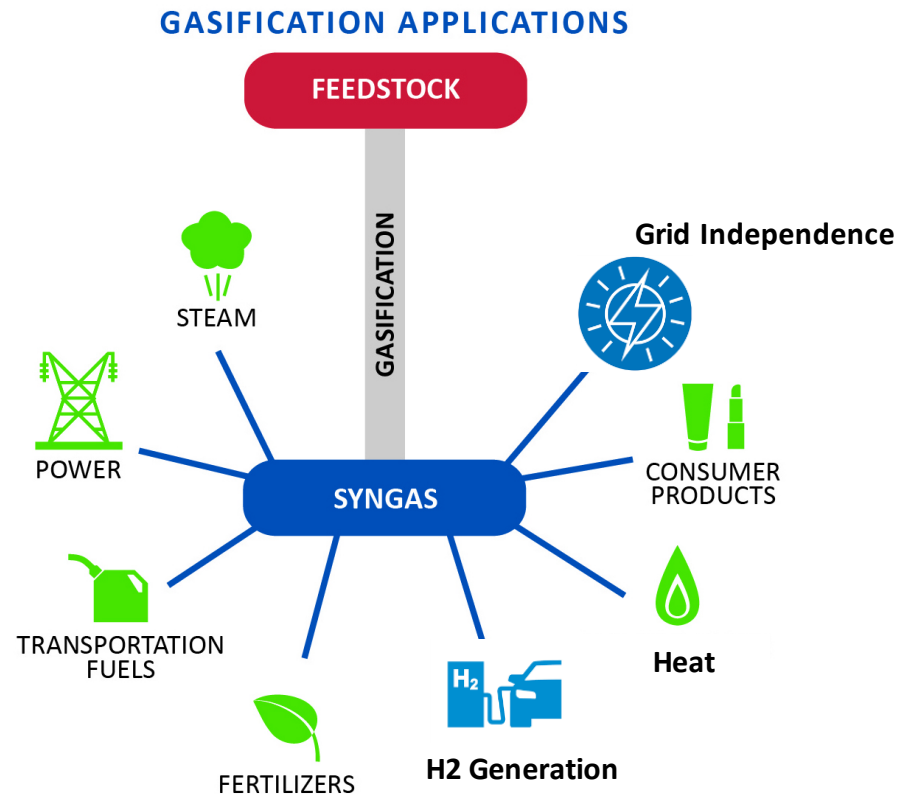 GASIFICATION APPLICATIONS
FEEDSTOCK
GASIFICATION
Grid Independence
STEAM
POWER
CONSUMER
PRODUCTS
SYNGAS
TRANSPORTATION
FUELS
Heat
H₂
FERTILIZERS
H2 Generation